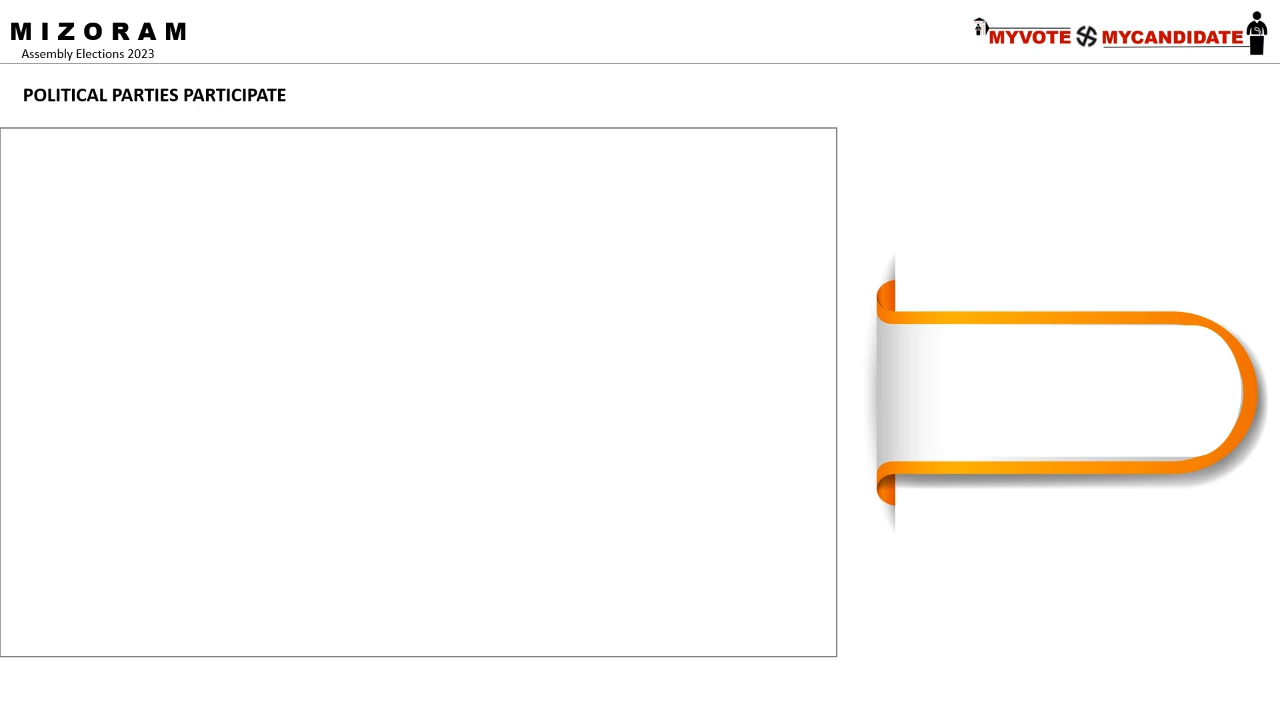 M I Z O R A M
Assembly Elections 2023
MYVOTE MYCANDIDATE
POLITICAL PARTIES PARTICIPATE